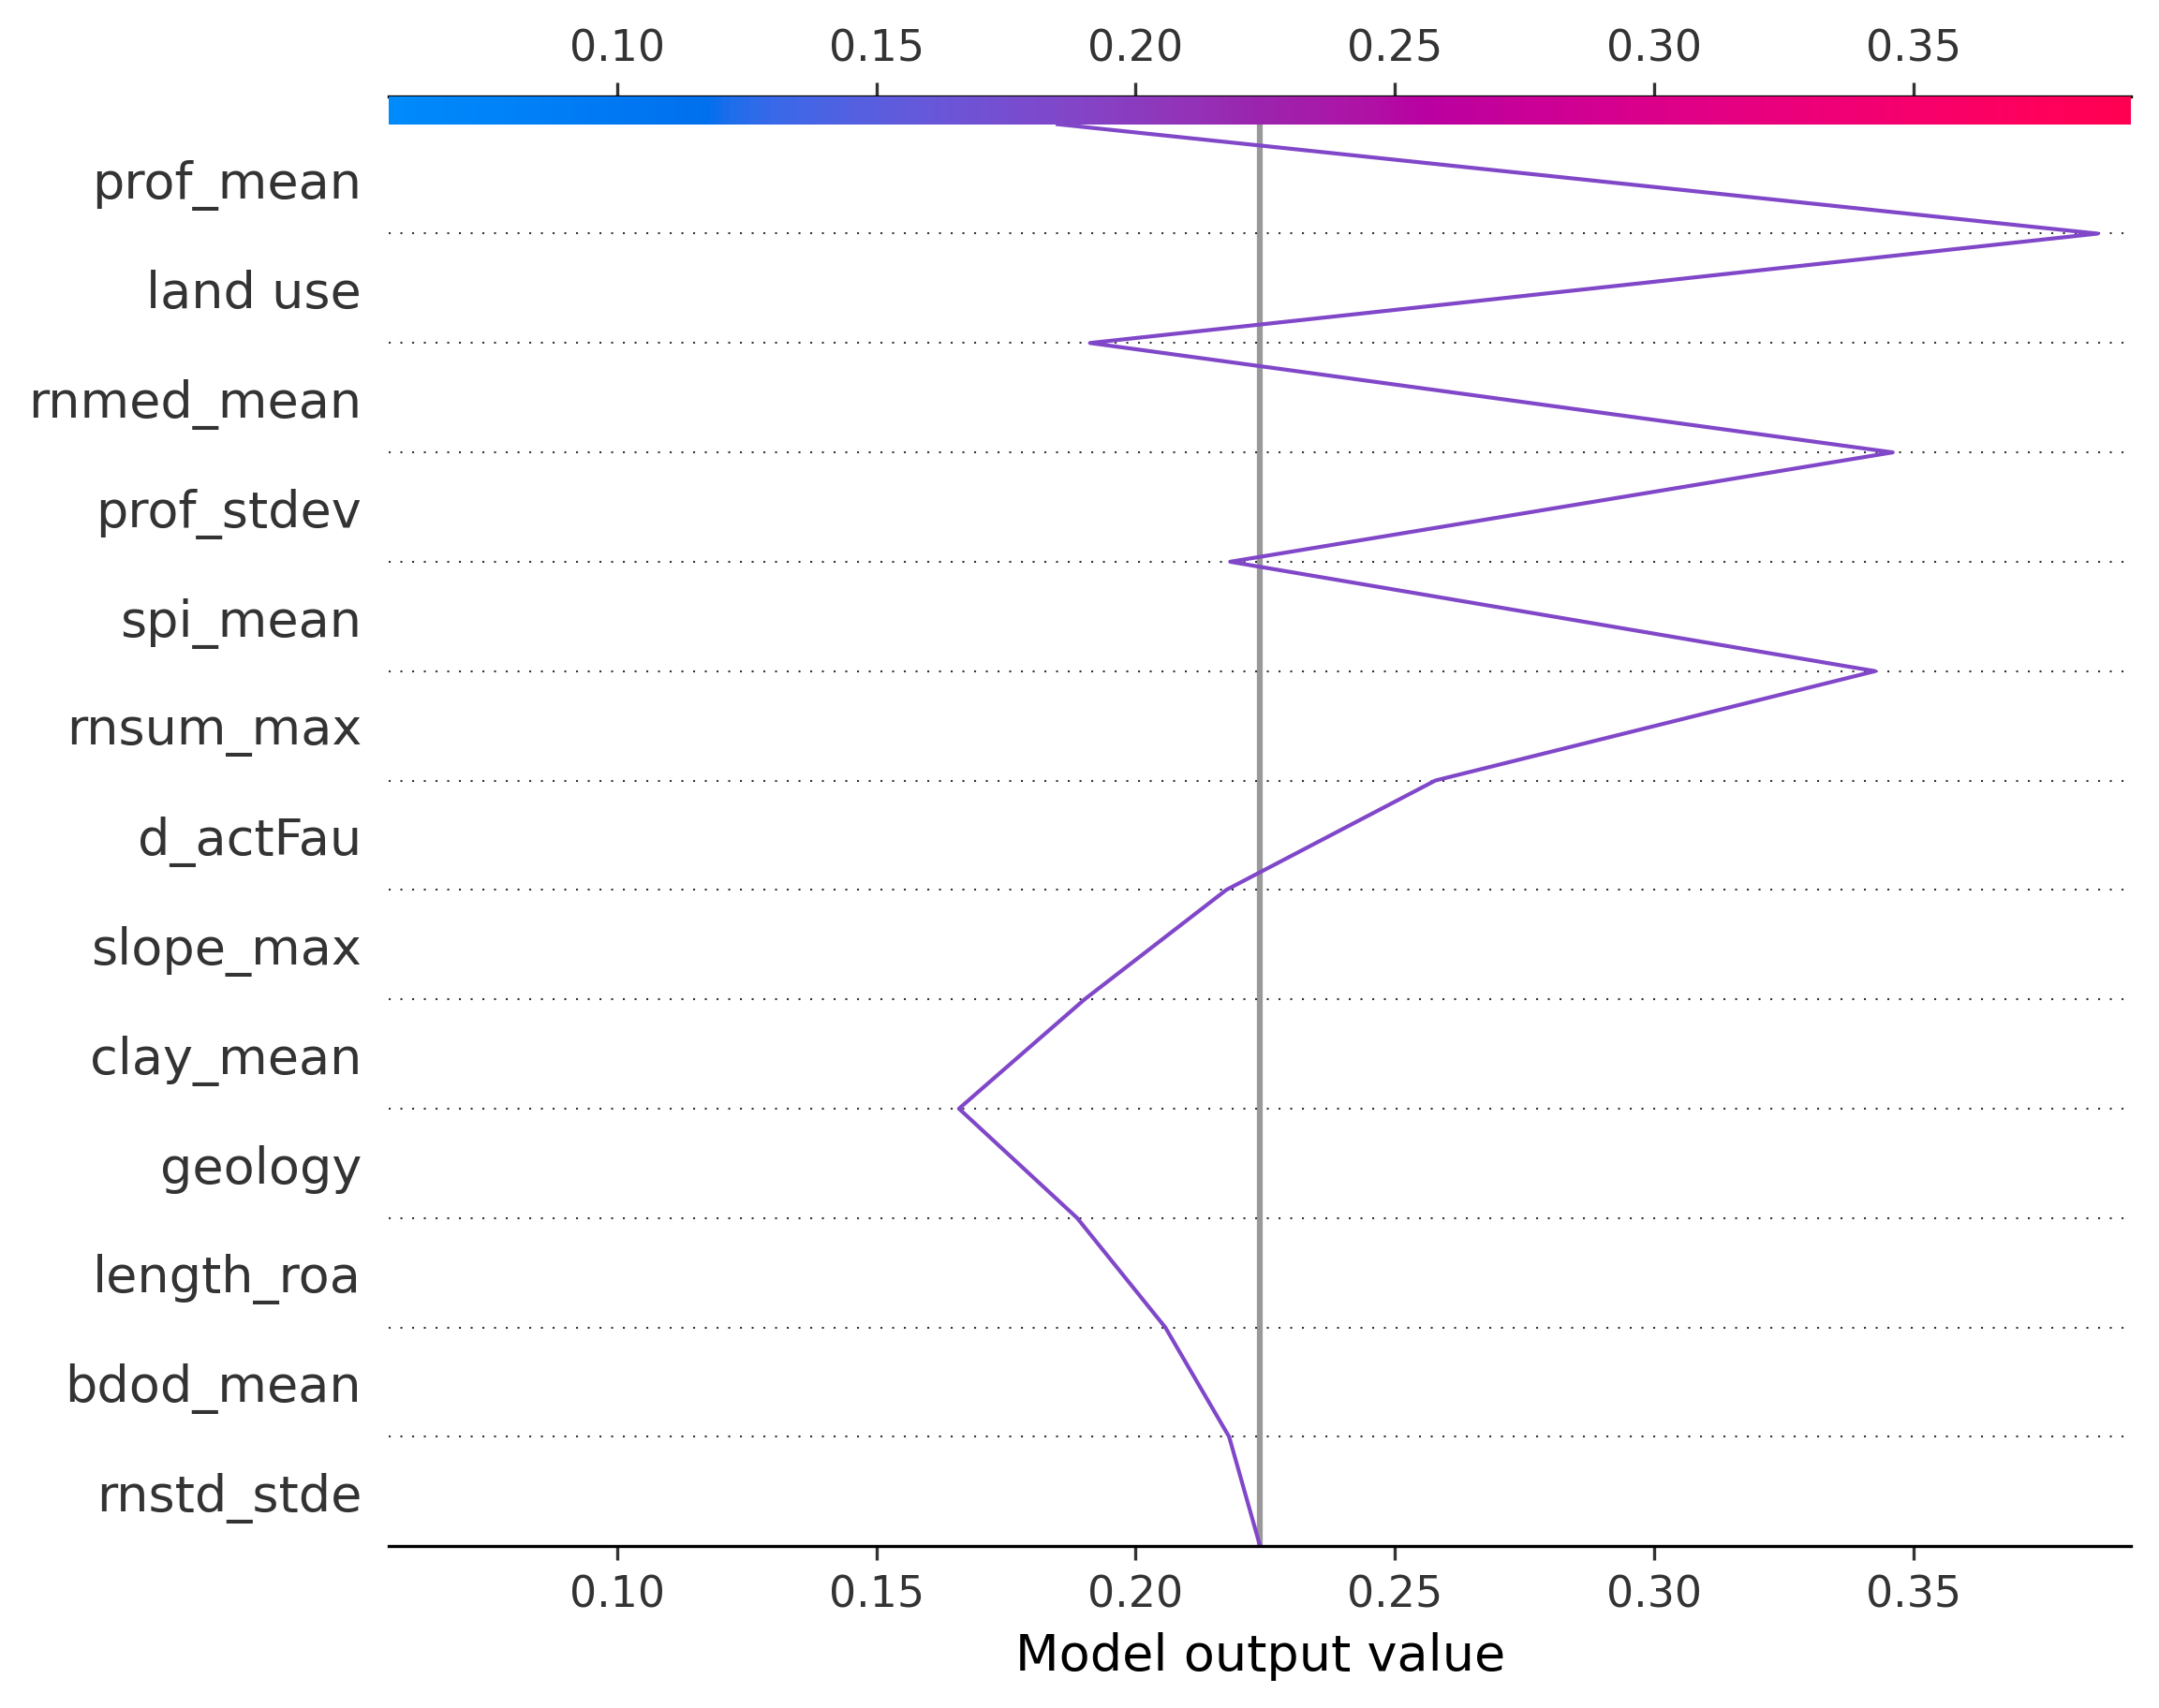 0.10 0.15 0.20 0.25 0.30 0.35
prof_mean
land use
rnmed_mean
prof_stdev
spi_mean
rnsum_max
d_actFau
slope_max
clay_mean
geology
length_roa
bdod_mean
rnstd_stde
0.10 0.15 0.20 0.25 0.30 0.35
Model output value